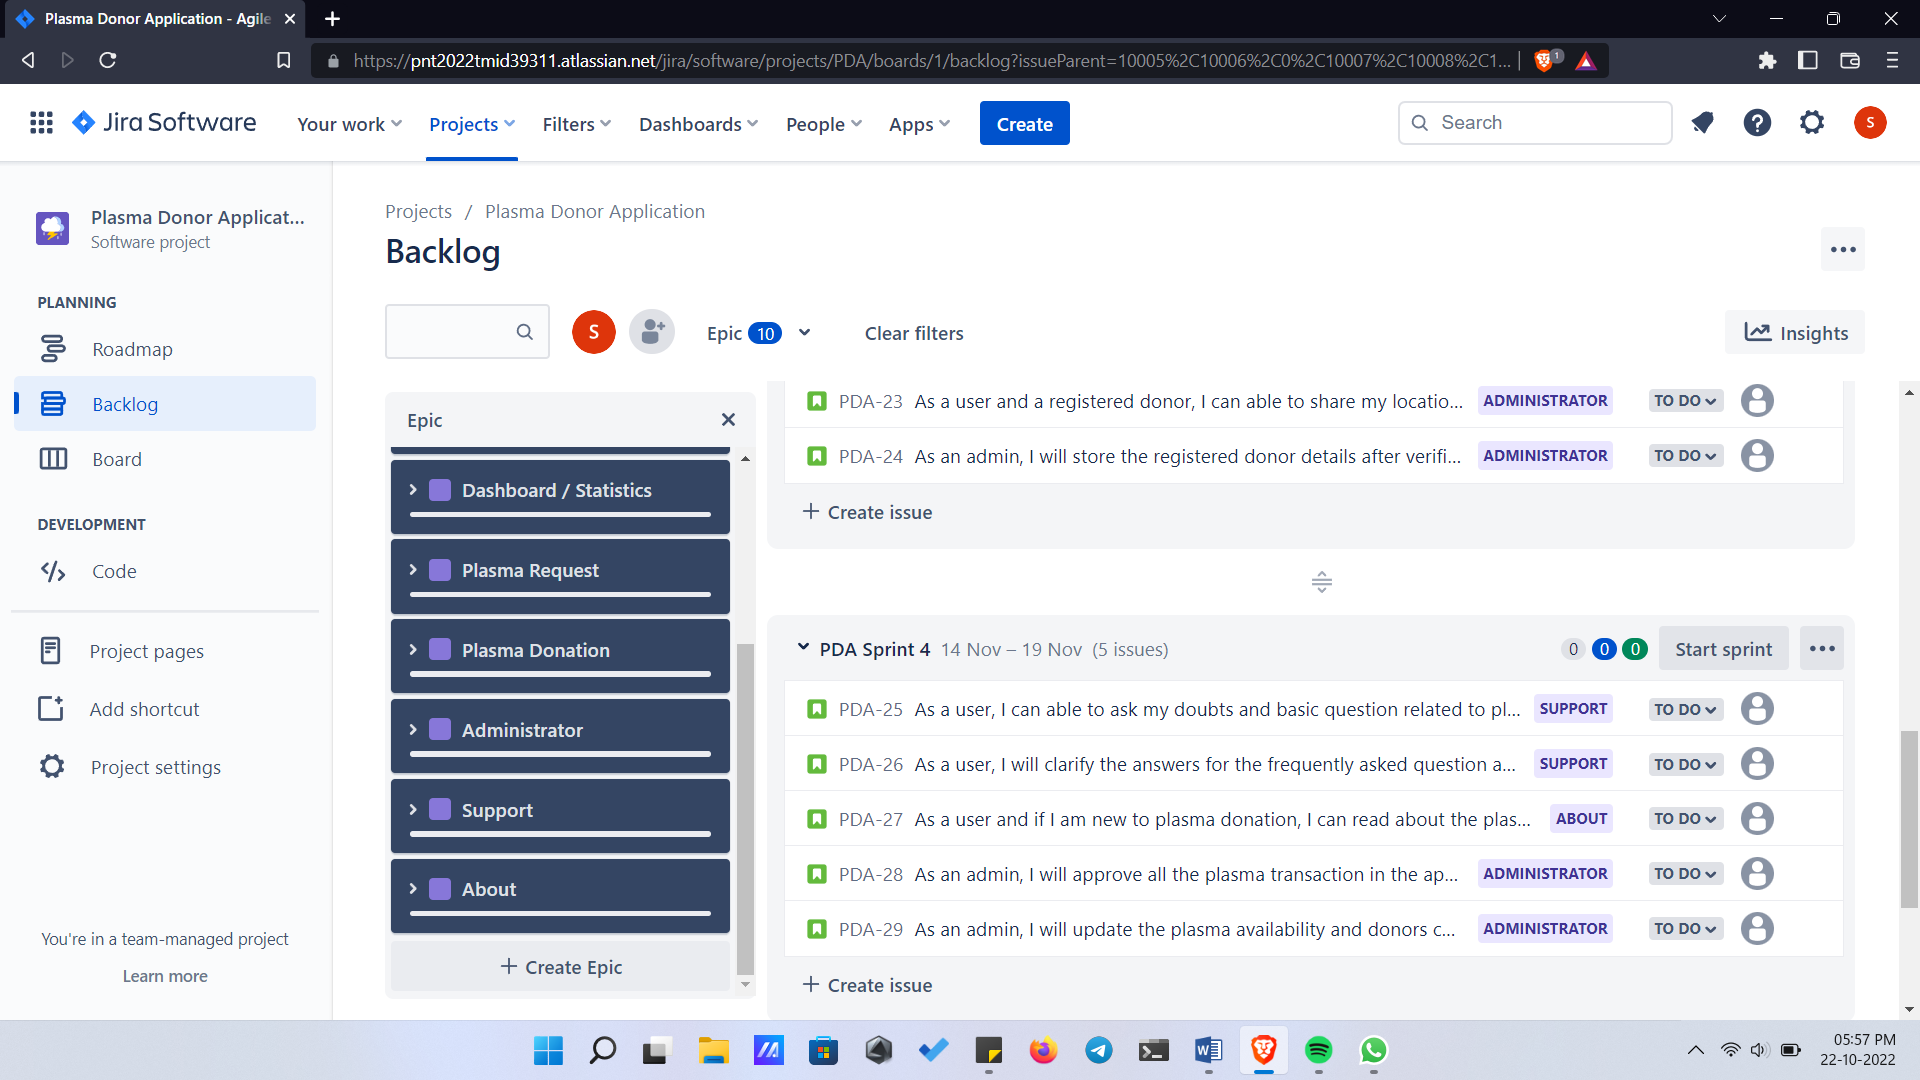 Plasma Donor Application - Agile
https://pnt2022tmid39311.atlassian.net/jira/software/projects/PDA/boards/1/backlog?issueParent=10005%2C10006%2C0%2C10007%2C10008%2C1...
1
Jira Software
Your work
Projects
Filters
Dashboards
People
Apps
Create
Search
S
Plasma Donor Applicat...
Software project
PLANNING
Roadmap
Backlog
Board
DEVELOPMENT
Code
Project pages
Add shortcut
Project settings
You're in a team-managed project
Learn more
Projects / Plasma Donor Application
Backlog
S
Epic 10
Clear filters
Insights
Epic
Dashboard / Statistics
Plasma Request
Plasma Donation
Administrator
Support
About
+ Create Epic
PDA-23 As a user and a registered donor, I can able to share my locatio... ADMINISTRATOR TO DO
PDA-24 As an admin, I will store the registered donor details after verifi... ADMINISTRATOR TO DO
+ Create issue
PDA Sprint 4 14 Nov – 19 Nov (5 issues) 0 0 0 Start sprint
PDA-25 As a user, I can able to ask my doubts and basic question related to pl... SUPPORT TO DO
PDA-26 As a user, I will clarify the answers for the frequently asked question a... SUPPORT TO DO
PDA-27 As a user and if I am new to plasma donation, I can read about the plas... ABOUT TO DO
PDA-28 As an admin, I will approve all the plasma transaction in the ap... ADMINISTRATOR TO DO
PDA-29 As an admin, I will update the plasma availability and donors c... ADMINISTRATOR TO DO
+ Create issue
05:57 PM
22-10-2022